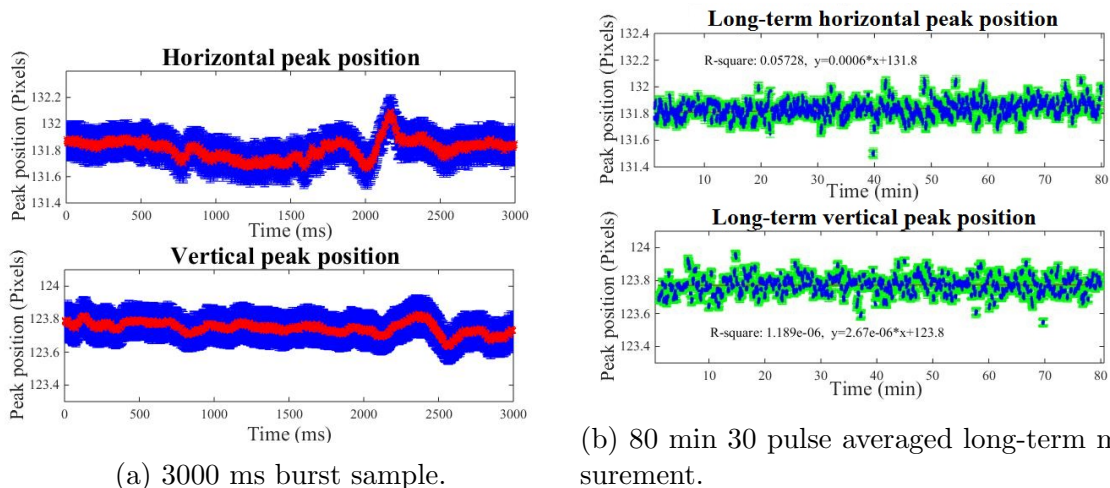 Horizontal peak position
Peak position (Pixels)
132.4
132.2
132
131.8
131.6
131.4
0 500 1000 1500 2000 2500 3000
Time (ms)
Vertical peak position
Peak position (Pixels)
124
123.8
123.6
123.4
0 500 1000 1500 2000 2500 3000
Time (ms)
(a) 3000 ms burst sample.
Long-term horizontal peak position
Peak position (Pixels)
132.4
132.2
132
131.8
131.6
131.4
R-square: 0.05728, y=0.0006*x+131.8
10 20 30 40 50 60 70 80
Time (min)
Long-term vertical peak position
Peak position (Pixels)
124
123.8
123.6
123.4
R-square: 1.189e-06, y=2.67e-06*x+123.8
10 20 30 40 50 60 70 80
Time (min)
(b) 80 min 30 pulse averaged long-term m
surement.